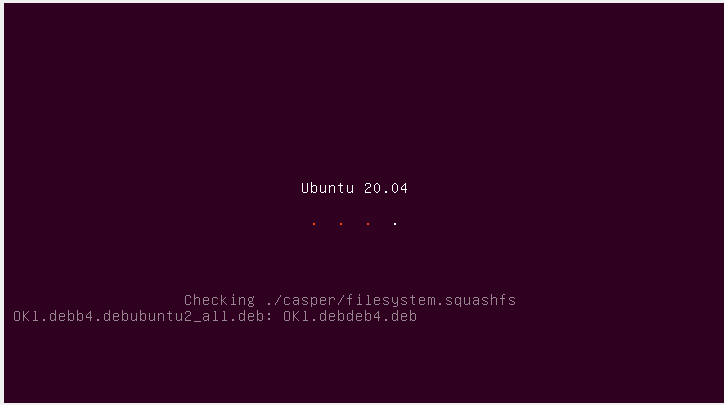 Ubuntu 20.04
Checking ./casper/filesystem.squashfs
OK1.debb4.debubuntu2_all.deb: OK1.debdeb4.deb